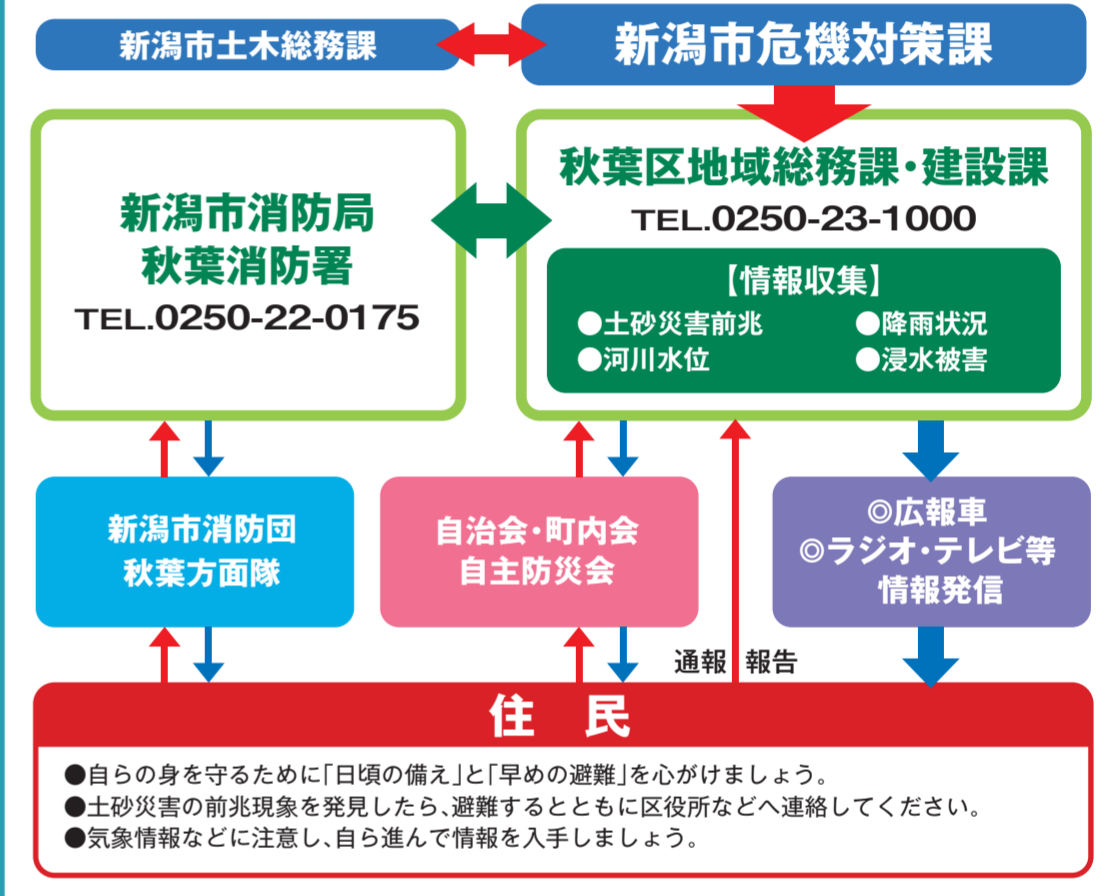 新潟市土木総務課
新潟市危機対策課
新潟市消防局
秋葉消防署
TEL.0250-22-0175
秋葉区地域総務課・建設課
TEL.0250-23-1000
【情報収集】
●土砂災害前兆
●降雨状況
●河川水位
●浸水被害
新潟市消防団
秋葉方面隊
自治会・町内会
自主防災会
◎広報車
◎ラジオ・テレビ等
情報発信
通報 報告
住 民
●自らの身を守るために「日頃の備え」と「早めの避難」を心がけましょう。
●土砂災害の前兆現象を発見したら、避難するとともに区役所などへ連絡してください。
●気象情報などに注意し、自ら進んで情報を入手しましょう。